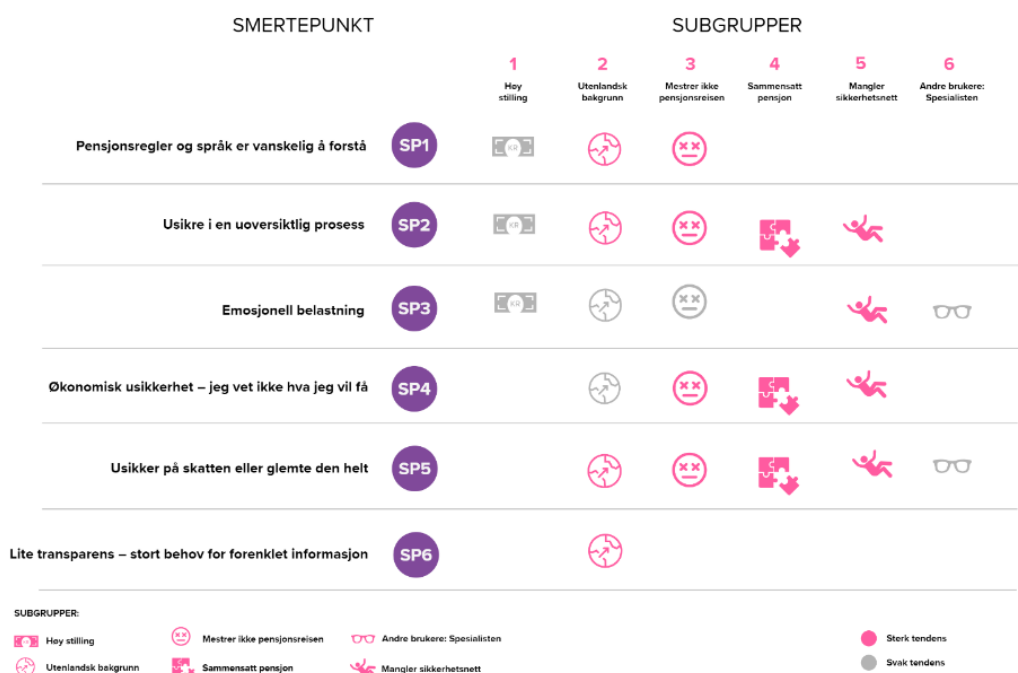 SMERTEPUNKT
SUBGRUPPER
1
2
3
4
5
6
Høy
stilling
Utenlandsk
bakgrunn
Mestrer ikke
pensjonsreisen
Sammensatt
pensjon
Mangler
sikkerhetsnett
Andre brukere:
Spesialisten
Pensjonsregler og språk er vanskelig å forstå
SP1
KR
Usikre i en uoversiktlig prosess
SP2
KR
Emosjonell belastning
SP3
KR
Økonomisk usikkerhet – jeg vet ikke hva jeg vil få
SP4
Usikker på skatten eller glemte den helt
SP5
Lite transparens – stort behov for forenklet informasjon
SP6
SUBGRUPPER:
Høy stilling
Mestrer ikke pensjonsreisen
Andre brukere: Spesialisten
Sterk tendens
Utenlandsk bakgrunn
Sammensatt pensjon
Mangler sikkerhetsnett
Svak tendens